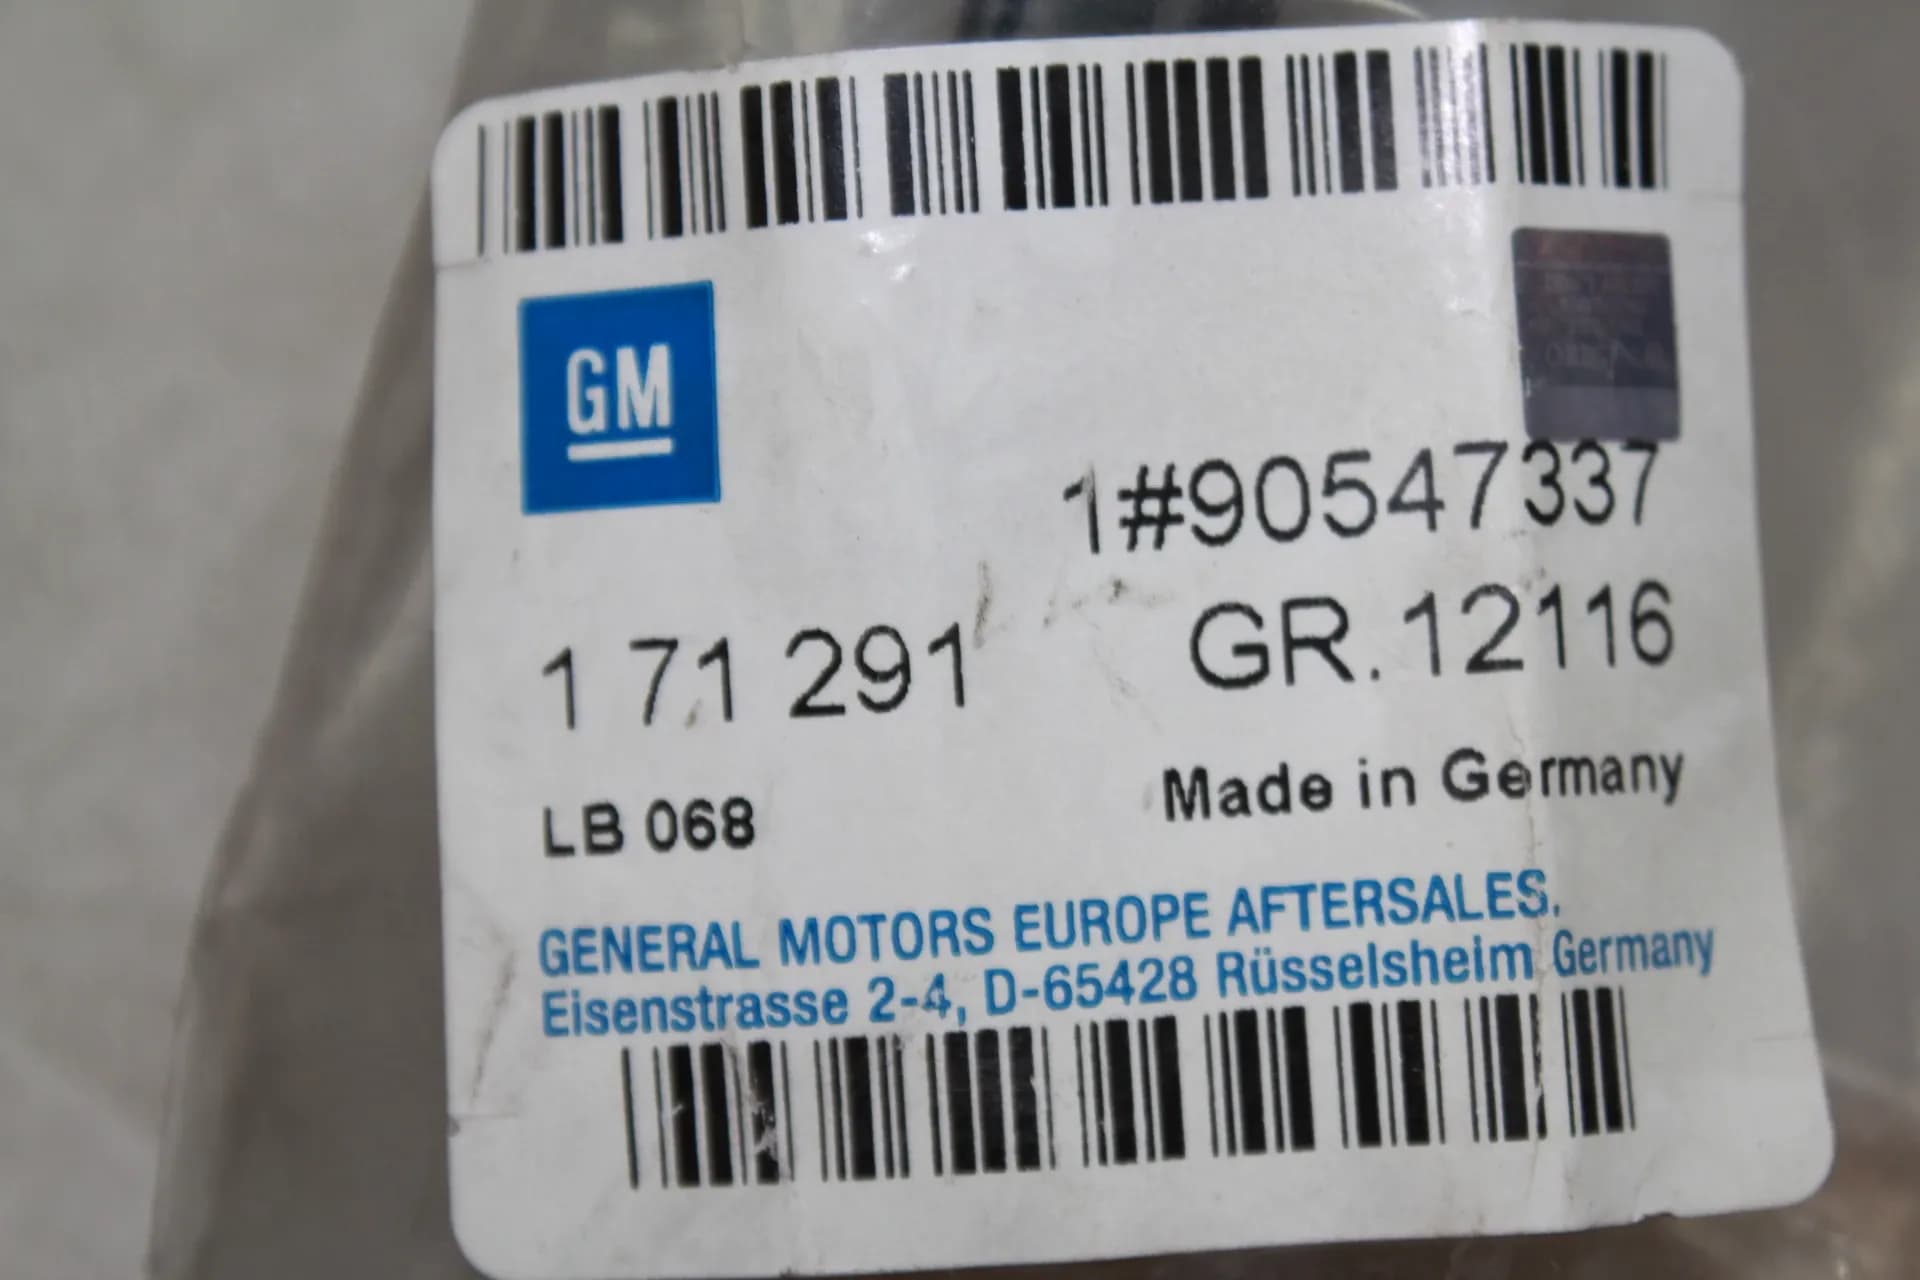 GM
1#90547337
1 71 291
GR. 12116
LB 068
Made in Germany
GENERAL MOTORS EUROPE AFTERSALES.
Eisenstrasse 2-4, D-65428 Rüsselsheim Germany